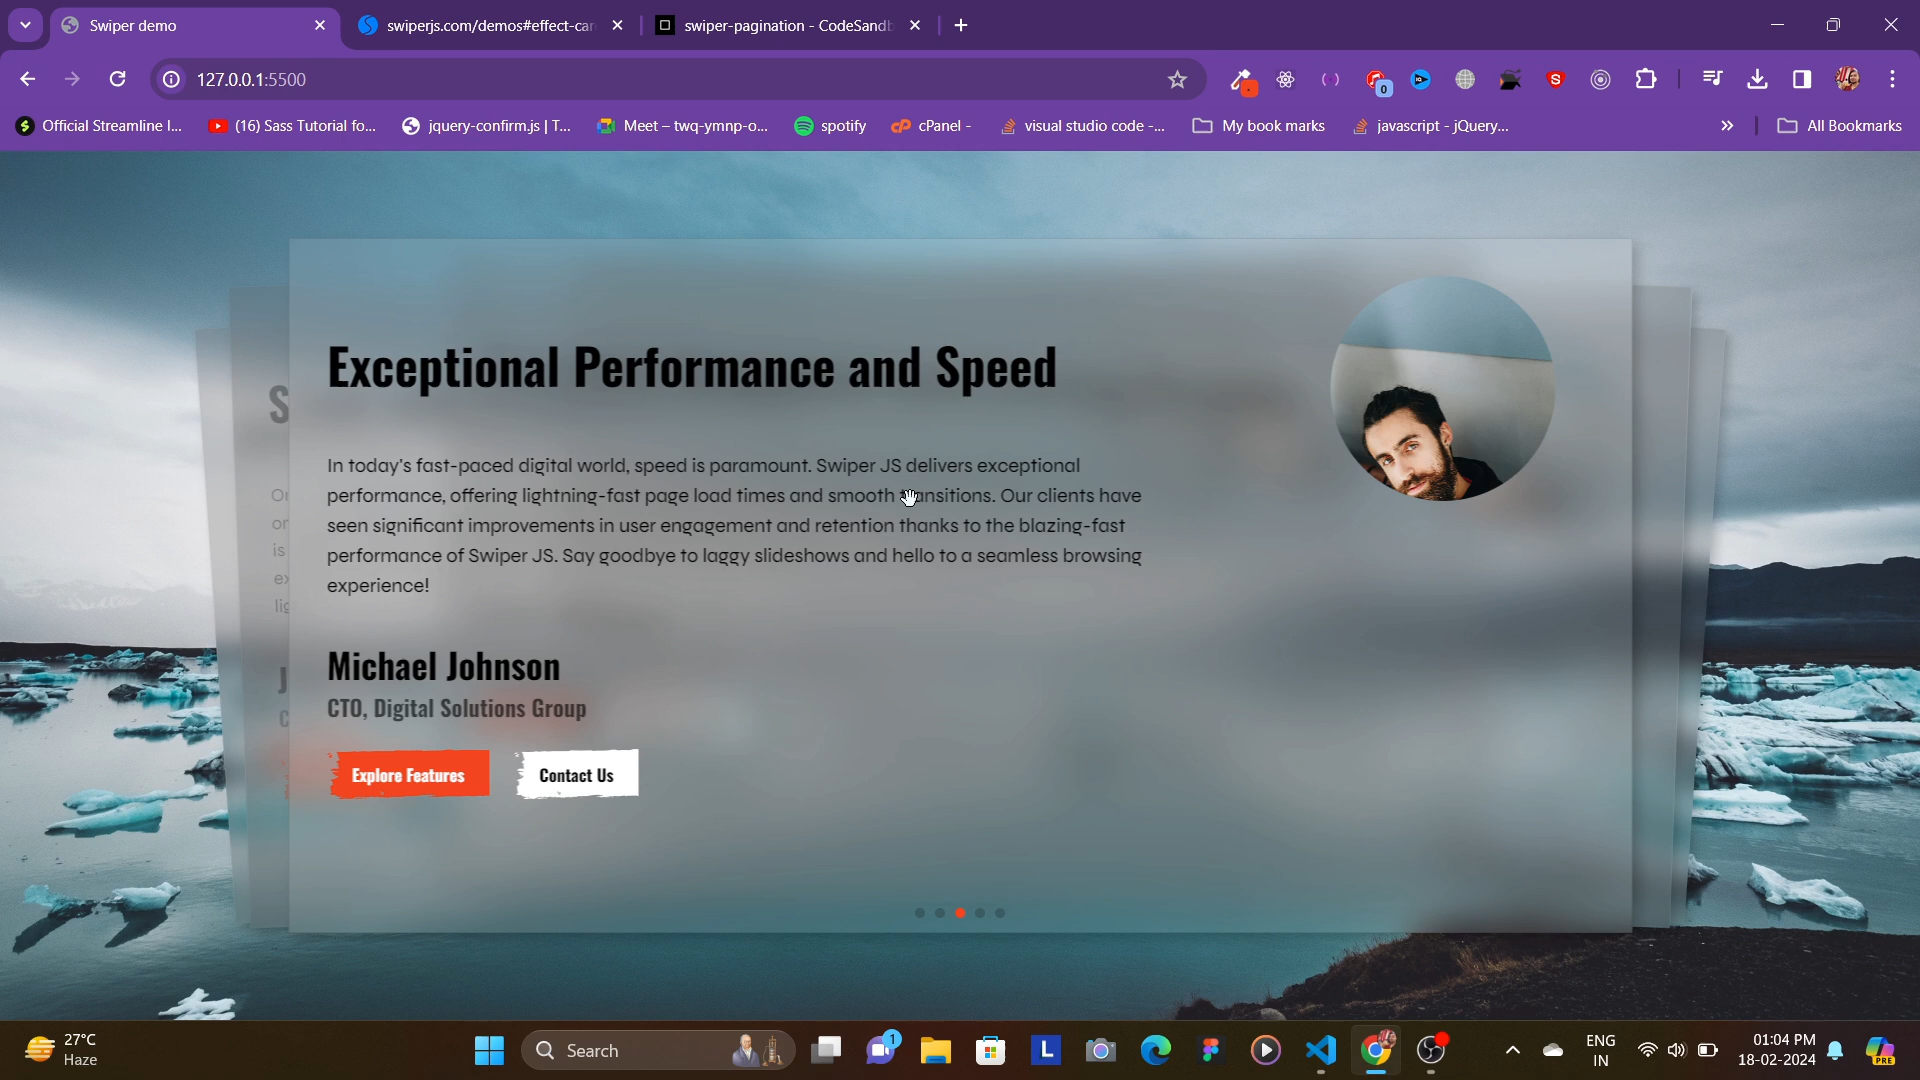 Swiper demo
swiperjs.com/demos#effect-car
swiper-pagination - CodeSandb
127.0.0.1:5500
0
Official Streamline I...
(16) Sass Tutorial fo...
jquery-confirm.js | T...
Meet – twq-ymnp-o...
spotify
cPanel -
visual studio code -...
My book marks
javascript - jQuery...
All Bookmarks
Exceptional Performance and Speed
In today's fast-paced digital world, speed is paramount. Swiper JS delivers exceptional
performance, offering lightning-fast page load times and smooth transitions. Our clients have
seen significant improvements in user engagement and retention thanks to the blazing-fast
performance of Swiper JS. Say goodbye to laggy slideshows and hello to a seamless browsing
experience!
Michael Johnson
CTO, Digital Solutions Group
Explore Features
Contact Us
27°C
Haze
Search
1
L
ENG
IN
01:04 PM
18-02-2024
PRE